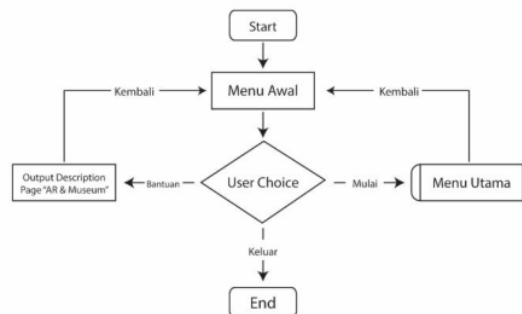 Start
Kembali
Menu Awal
Kembali
Output Description
Page "AR & Museum"
Bantuan
User Choice
Mulai
Menu Utama
Keluar
End